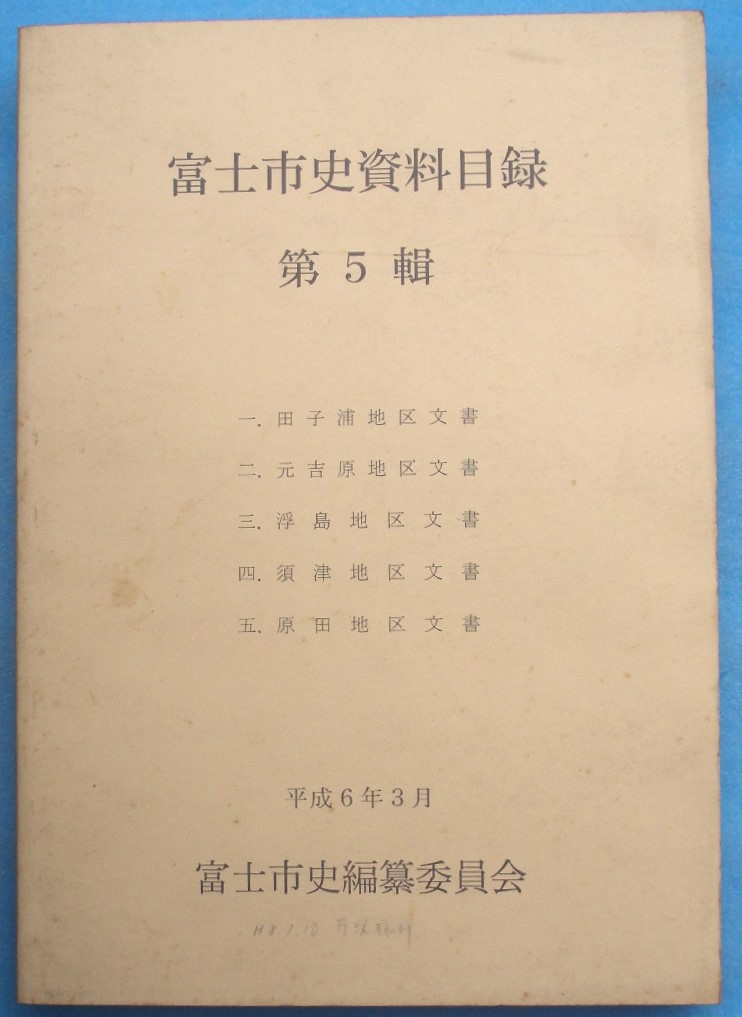 富士市史資料目録
第5輯
一.田子浦地区文書
二.元吉原地区文書
三.浮島地区文書
四.須津地区文書
五.原田地区文書
平成6年3月
富士市史編纂委員会